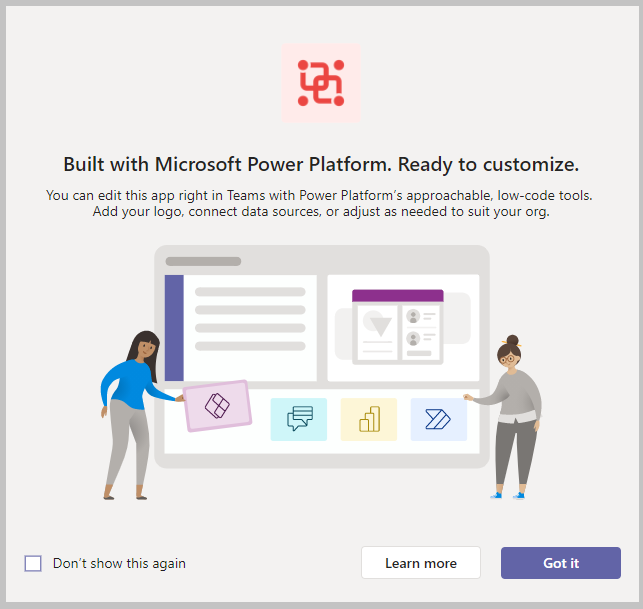 Built with Microsoft Power Platform. Ready to customize.
You can edit this app right in Teams with Power Platform’s approachable, low-code tools.
Add your logo, connect data sources, or adjust as needed to suit your org.
Don’t show this again
Learn more
Got it